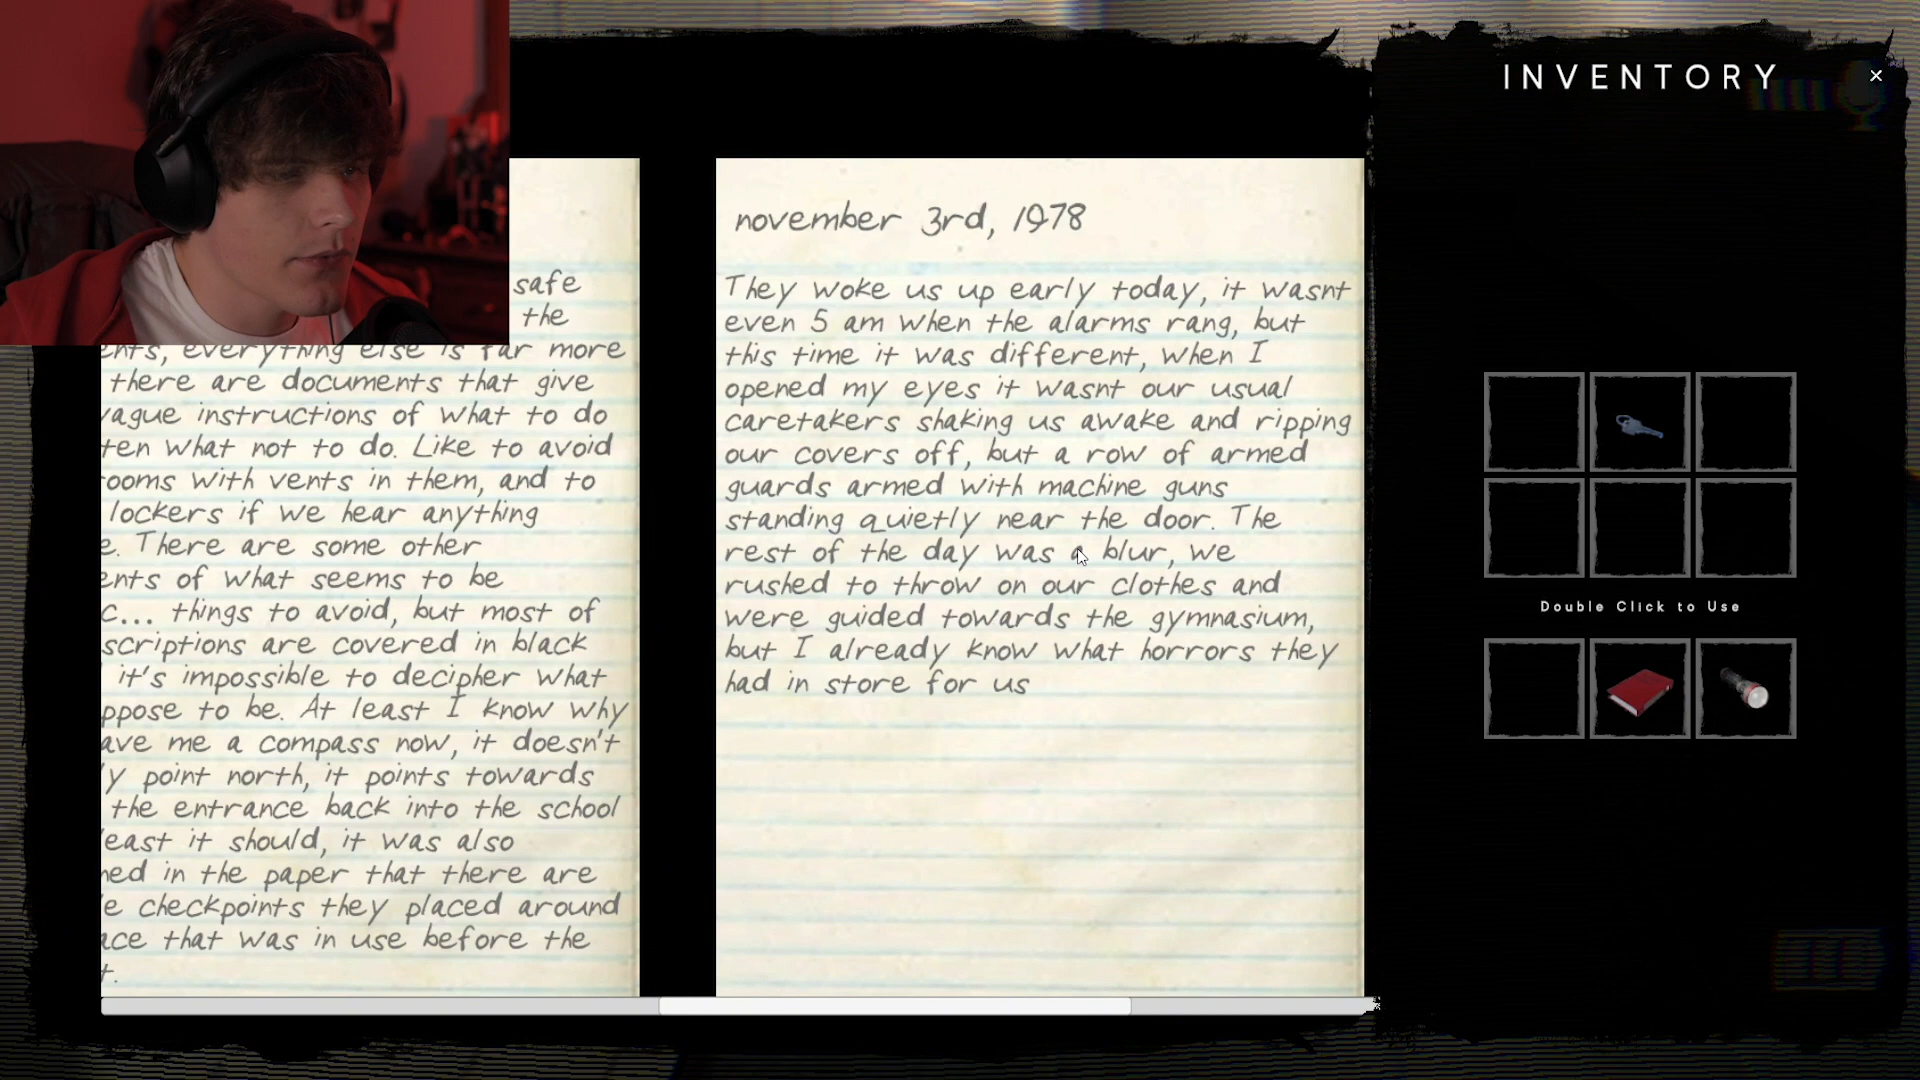 safe
the
everything else is far more
there are documents that give
vague instructions of what to do
what not to do. Like to avoid
with vents in them, and to
lockers if we hear anything
There are some other
of what seems to be
things to avoid, but most of
are covered in black
it's impossible to decipher what
to be. At least I know why
me a compass now, it doesn't
point north, it points towards
the entrance back into the school
it should, it was also
in the paper that there are
checkpoints they placed around
that was in use before the
november 3rd, 1978
They woke us up early today, it wasnt
even 5 am when the alarms rang, but
this time it was different, when I
opened my eyes it wasnt our usual
caretakers shaking us awake and ripping
our covers off, but a row of armed
guards armed with machine guns
standing quietly near the door. The
rest of the day was a blur, we
rushed to throw on our clothes and
were guided towards the gymnasium,
but I already know what horrors they
had in store for us
INVENTORY
Double Click to Use